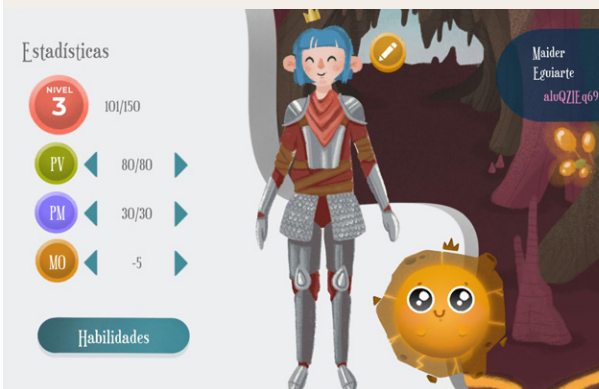 Estadísticas
NIVEL
3
101/150
PV
80/80
PM
30/30
MO
-5
Habilidades
Maider
Eguiarte
aluQZIEq69